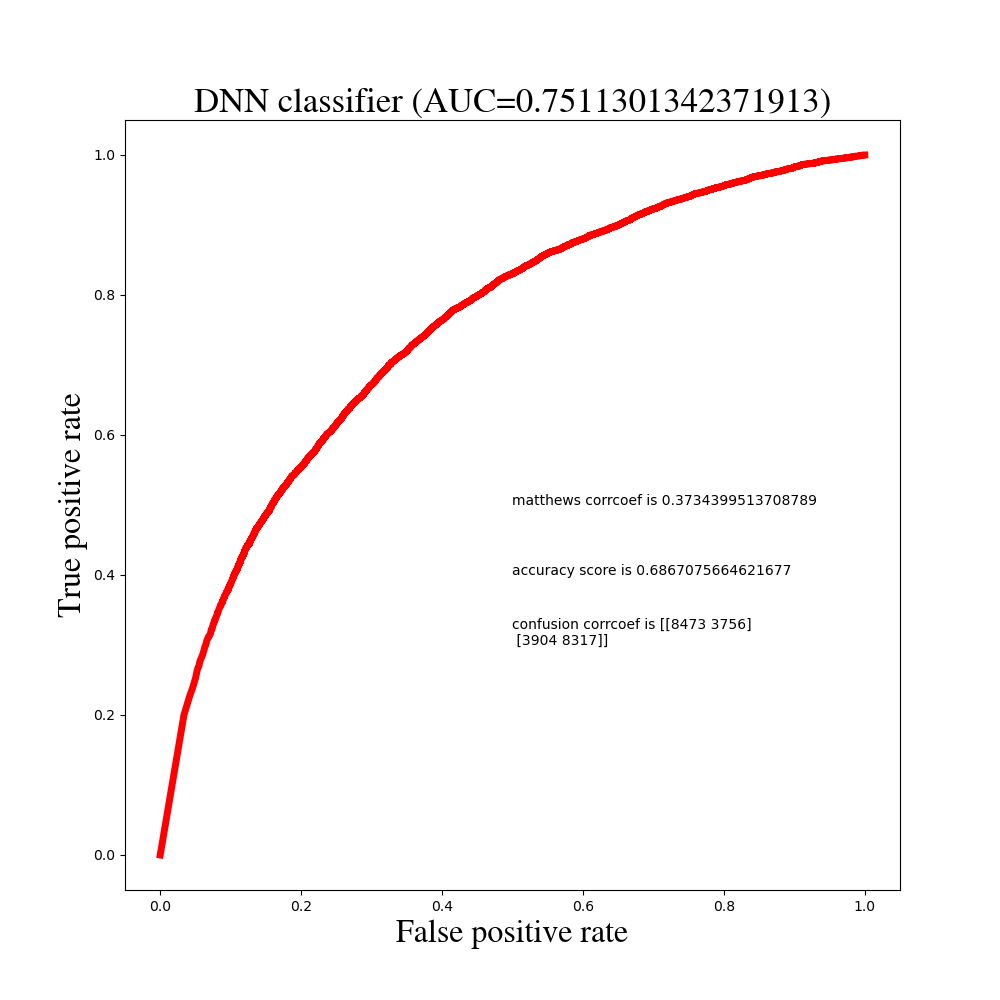 DNN classifier (AUC=0.7511301342371913)
1.0
0.8
0.6
0.4
0.2
0.0
True positive rate
matthews corrcoef is 0.3734399513708789
accuracy score is 0.6867075664621677
confusion corrcoef is [[8473 3756]
[3904 8317]]
0.0 0.2 0.4 0.6 0.8 1.0
False positive rate